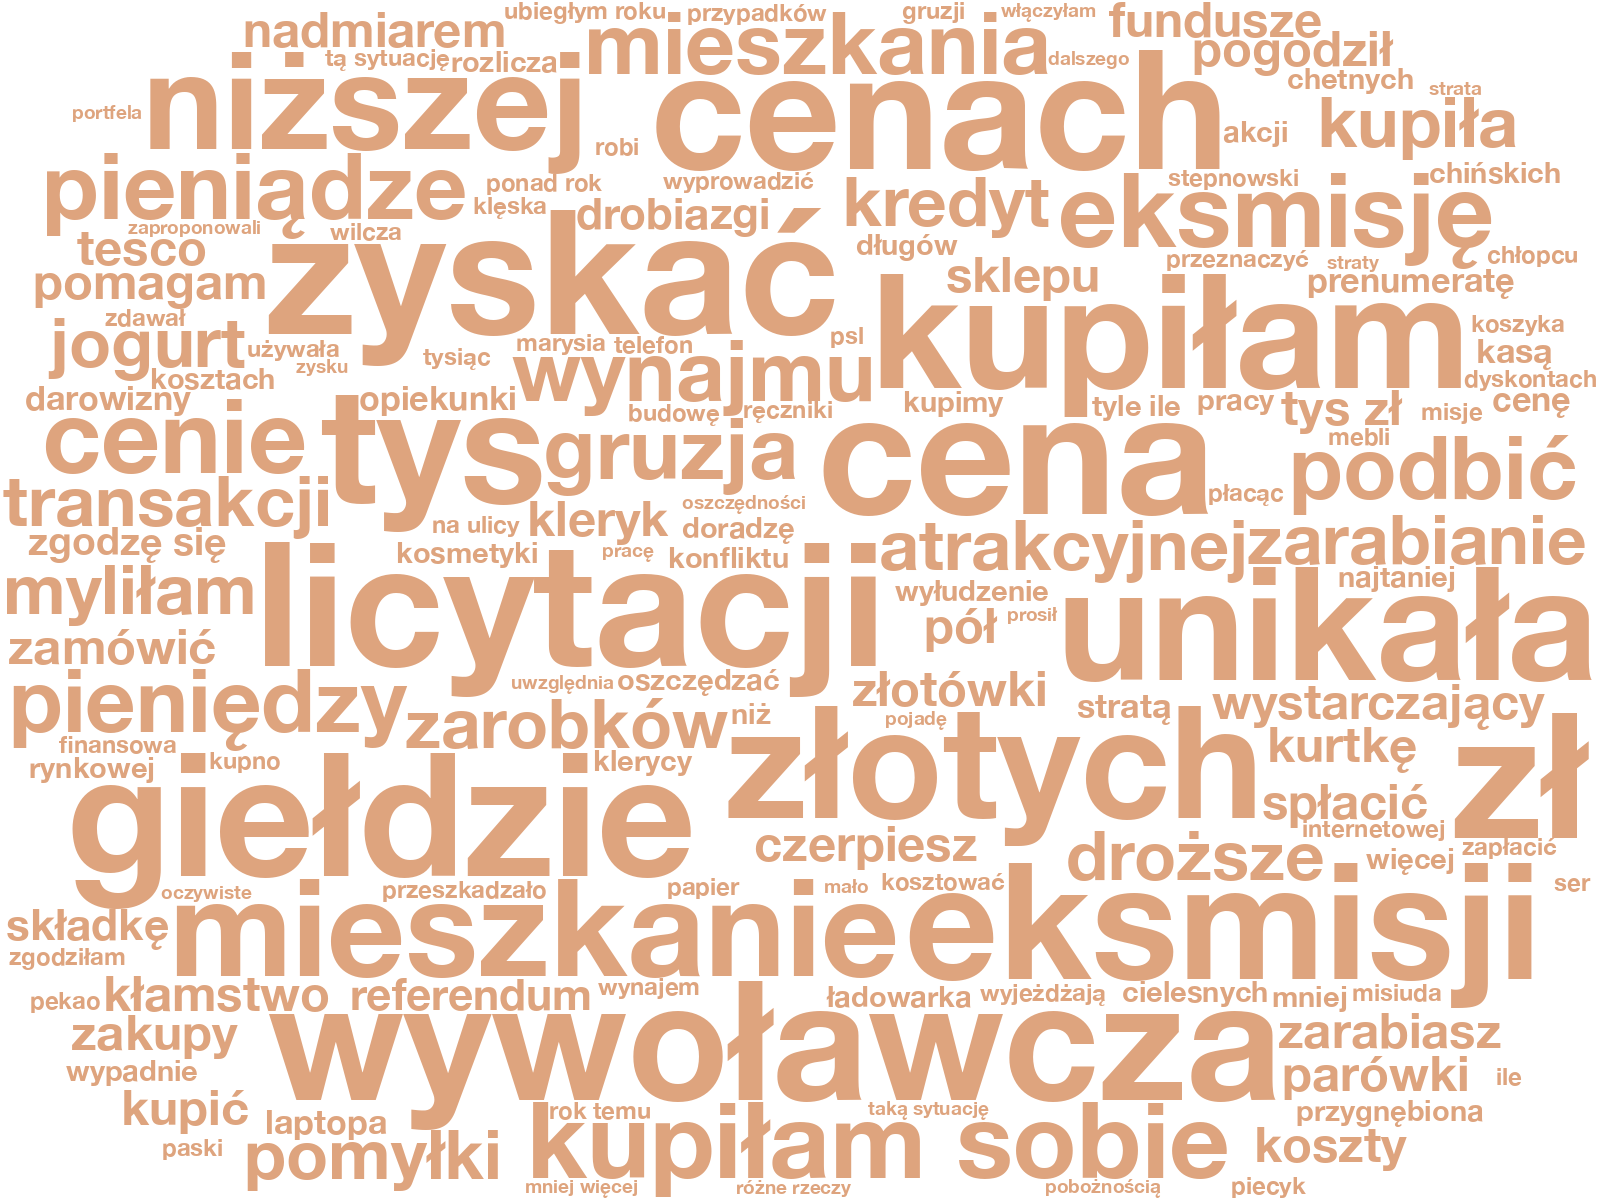 ubiegłym roku
przypadków
gruzji
włączyłam
fundusze
nadmiarem
mieszkania
pogodził
tą sytuację
rozlicza
dalszego
chetnych
strata
niższej
cenach
portfela
kupiła
akcji
robi
pieniądze
ponad rok
wyprowadzić
kredyt
eksmisję
stepnowski
chińskich
klęska
drobiazgi
zaproponowali
wilcza
zyskać
tesco
długów
przeznaczyć
straty
chłopcu
pomagam
sklepu
kupiłam
prenumeratę
zdawał
jogurt
używała
zysku
tysiąc
marysia
telefon
psl
koszyka
kasą
wynajmu
kosztach
dyskontach
darowizny
opiekunki
budowę
ręczniki
kupimy
tyle ile
pracy
tys zł
misje
cenę
cenie
tys
gruzja
cena
mebli
podbić
transakcji
oszczędności
płacąc
na ulicy
kleryk
doradzę
zgodzę się
kosmetyki
pracę
konfliktu
atrakcyjnej
zarabianie
myliłam
licytacji
wyłudzenie
najtaniej
unikała
pół
prosił
zamówić
uwzględnia
oszczędzać
złotówki
pieniędzy
zarobków
niż
pojadę
stratą
wystarczający
finansowa
rynkowej
kupno
klerycy
złotych
kurtkę
zł
giełdzie
spłacić
internetowej
czerpiesz
droższe
więcej
zapłacić
oczywiste
przeszkadzało
papier
mało
kosztować
ser
składkę
mieszkanie
eksmisji
zgodziłam
pekao
kłamstwo
referendum
wynajem
ładowarka
wyjeżdżają
cielesnych
mniej
misiuda
zakupy
wywoławcza
zarabiasz
wypadnie
parówki
ile
kupić
laptopa
rok temu
taką sytuację
przygnębiona
paski
pomyłki
kupiłam sobie
koszty
mniej więcej
różne rzeczy
pobożnością
piecyk